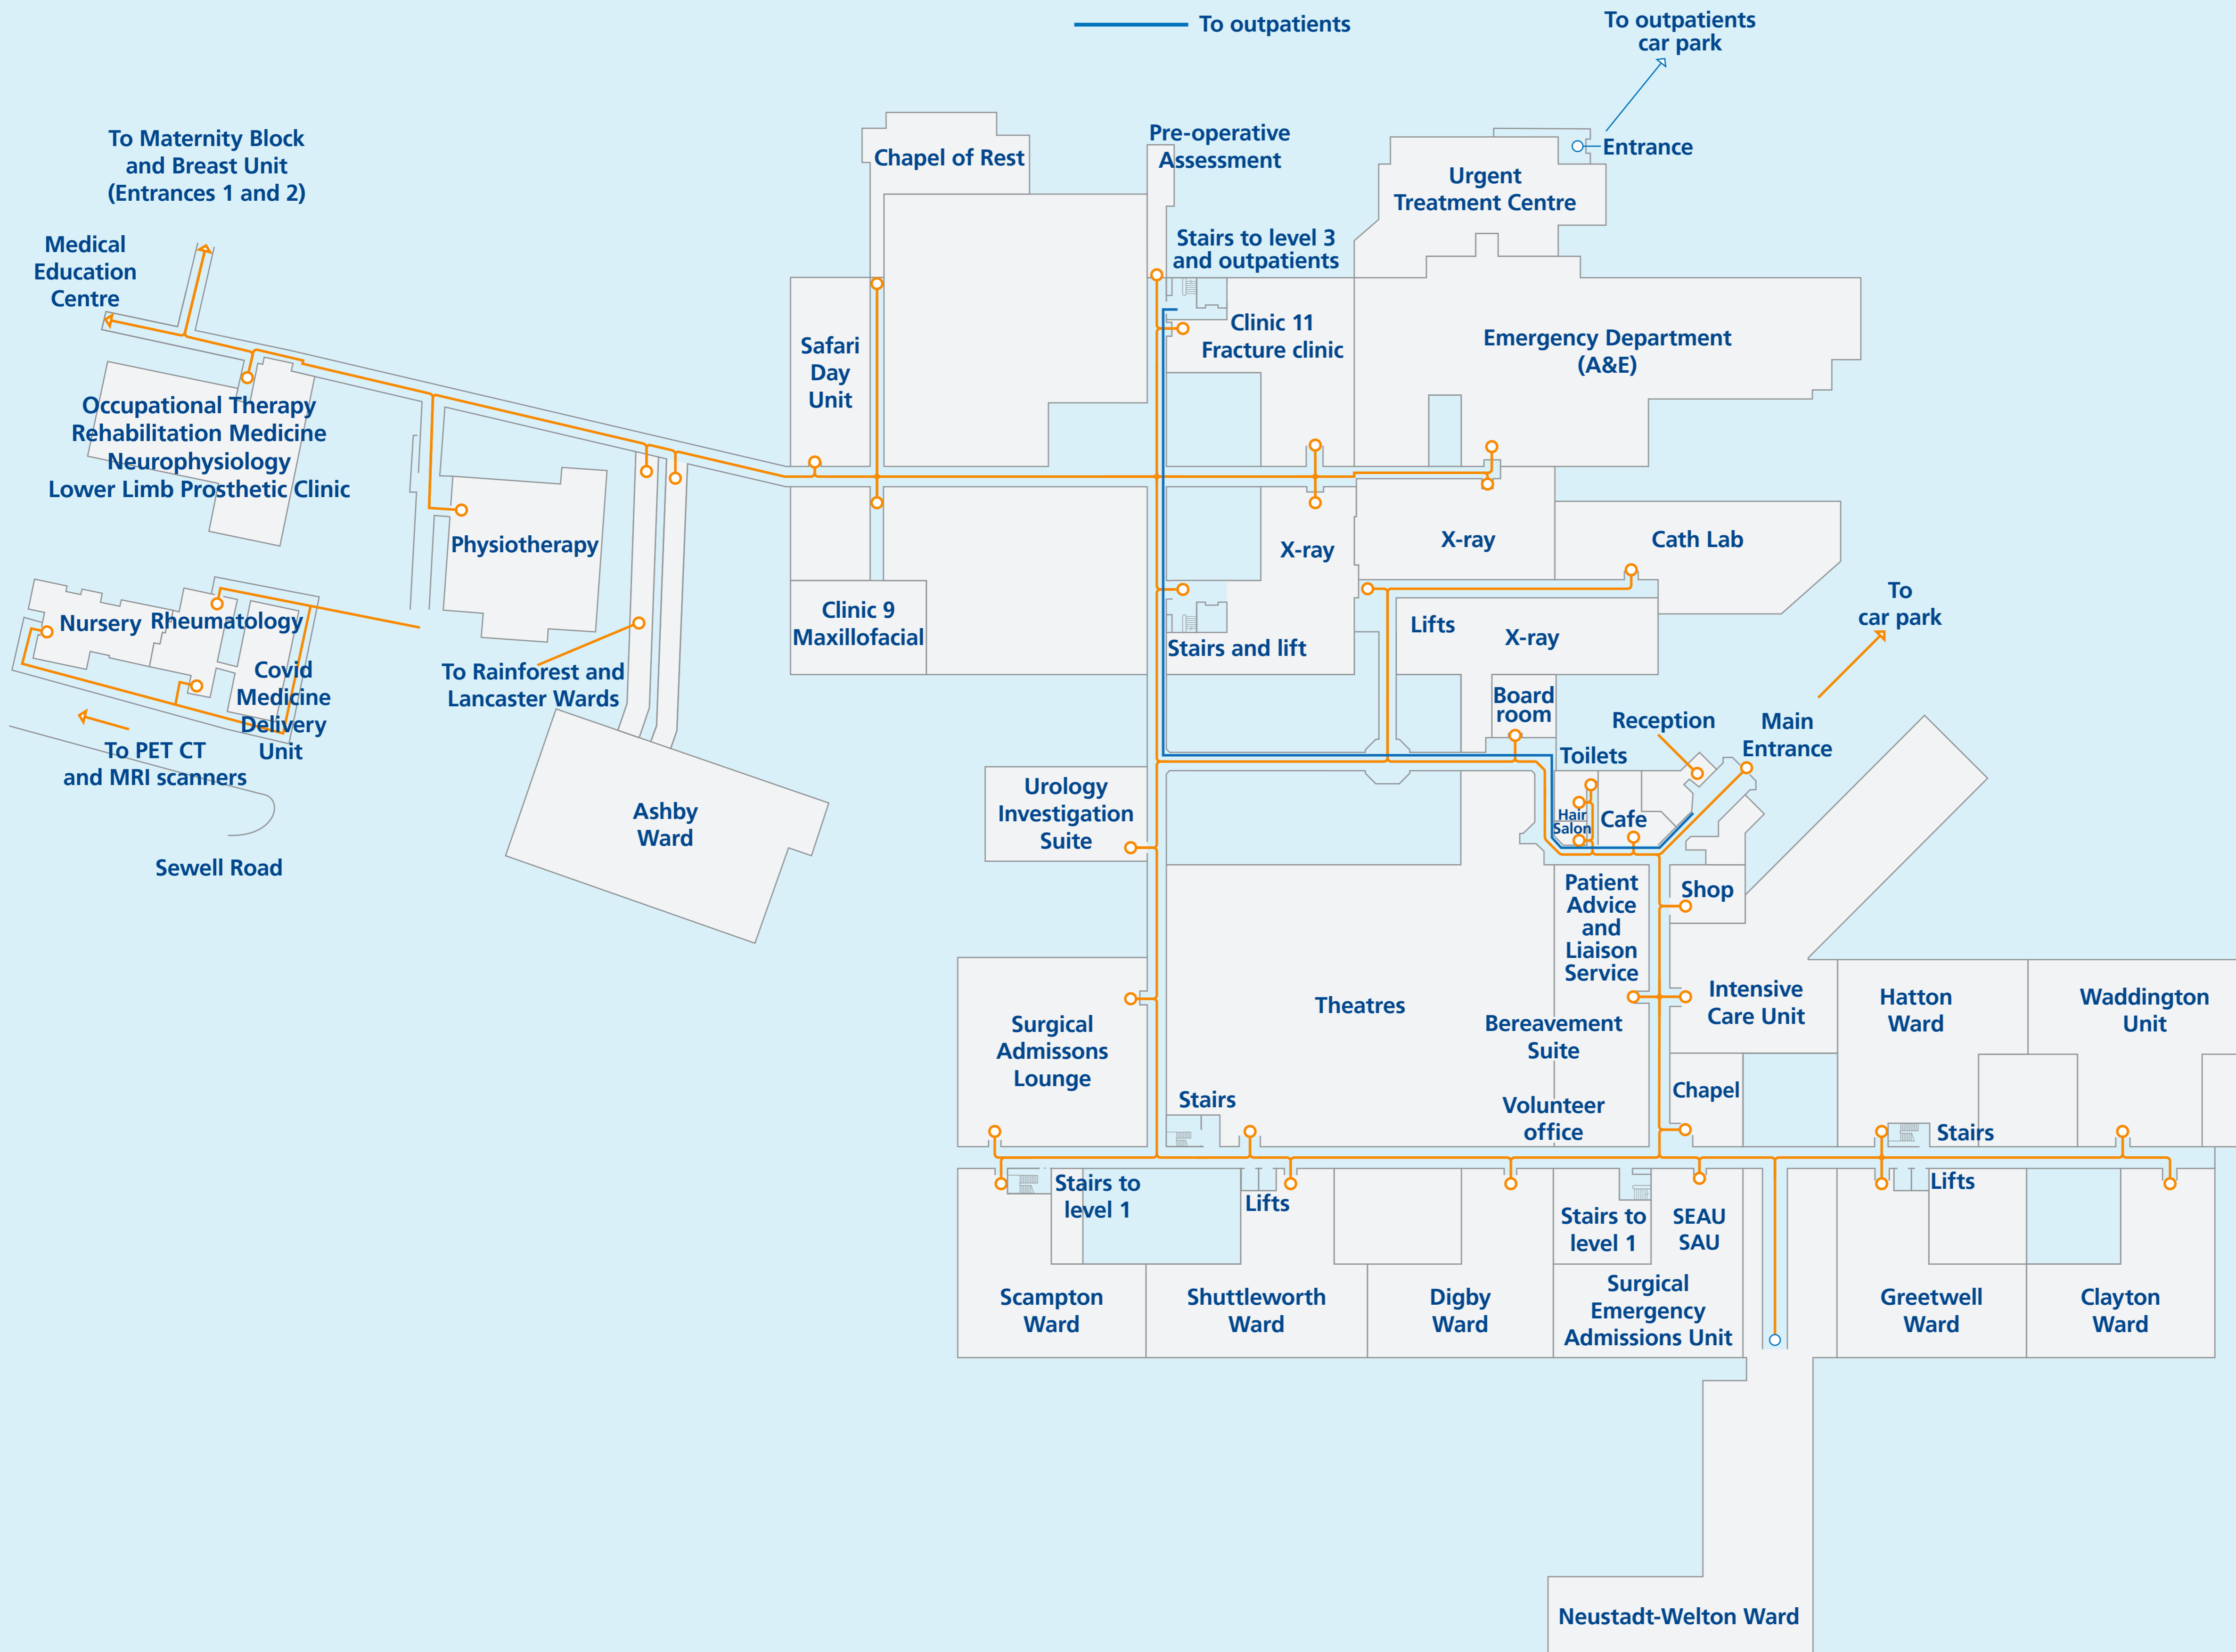 To outpatients
To outpatients
car park
To Maternity Block
and Breast Unit
(Entrances 1 and 2)
Chapel of Rest
Pre-operative
Assessment
Entrance
Urgent
Treatment Centre
Medical
Education
Centre
Stairs to level 3
and outpatients
Safari
Day
Unit
Clinic 11
Fracture clinic
Emergency Department
(A&E)
Occupational Therapy
Rehabilitation Medicine
Neurophysiology
Lower Limb Prosthetic Clinic
Physiotherapy
X-ray
X-ray
Cath Lab
Nursery
Rheumatology
Covid
Medicine
Delivery
Unit
To Rainforest and
Lancaster Wards
Clinic 9
Maxillofacial
Stairs and lift
Lifts
X-ray
To
car park
Board
room
Reception
Main
Entrance
Toilets
To PET CT
and MRI scanners
Sewell Road
Ashby
Ward
Urology
Investigation
Suite
Hair
Salon
Cafe
Shop
Patient
Advice
and
Liaison
Service
Surgical
Admissons
Lounge
Theatres
Bereavement
Suite
Intensive
Care Unit
Hatton
Ward
Waddington
Unit
Stairs
Volunteer
office
Chapel
Stairs
Stairs to
level 1
Lifts
Stairs to
level 1
SEAU
SAU
Lifts
Scampton
Ward
Shuttleworth
Ward
Digby
Ward
Surgical
Emergency
Admissions Unit
Greetwell
Ward
Clayton
Ward
Neustadt-Welton Ward